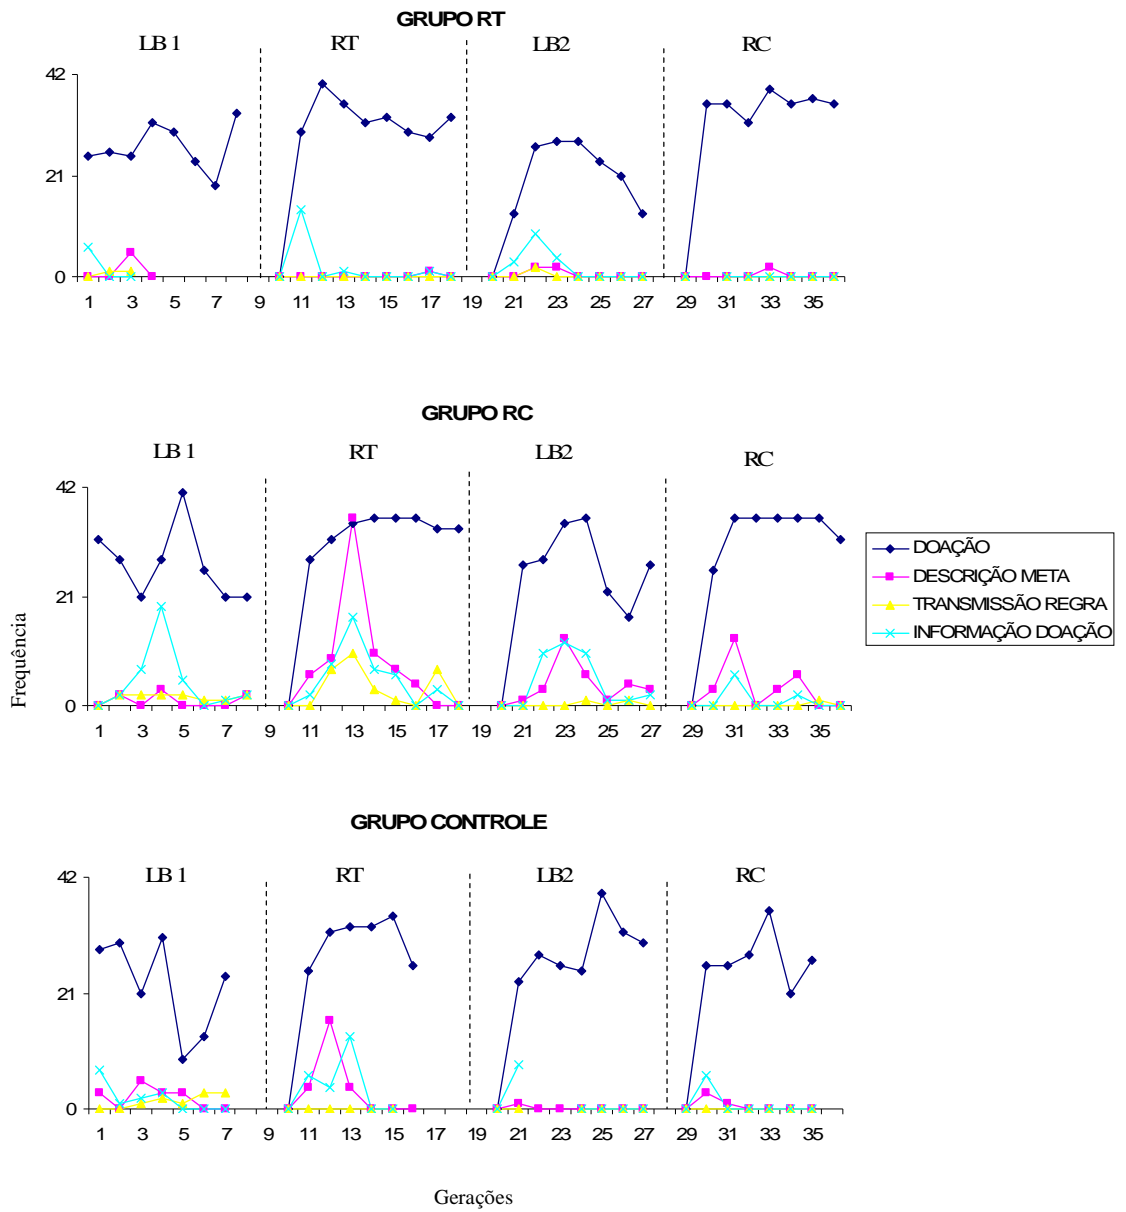 GRUPO RT
LB 1 RT LB2 RC
42
21
0
1 3 5 7 9 11 13 15 17 19 21 23 25 27 29 31 33 35
GRUPO RC
LB 1 RT LB2 RC
42
21
0
1 3 5 7 9 11 13 15 17 19 21 23 25 27 29 31 33 35
DOAÇÃO
DESCRIÇÃO META
TRANSMISSÃO REGRA
INFORMAÇÃO DOAÇÃO
Frequência
GRUPO CONTROLE
LB 1 RT LB2 RC
42
21
0
1 3 5 7 9 11 13 15 17 19 21 23 25 27 29 31 33 35
Gerações